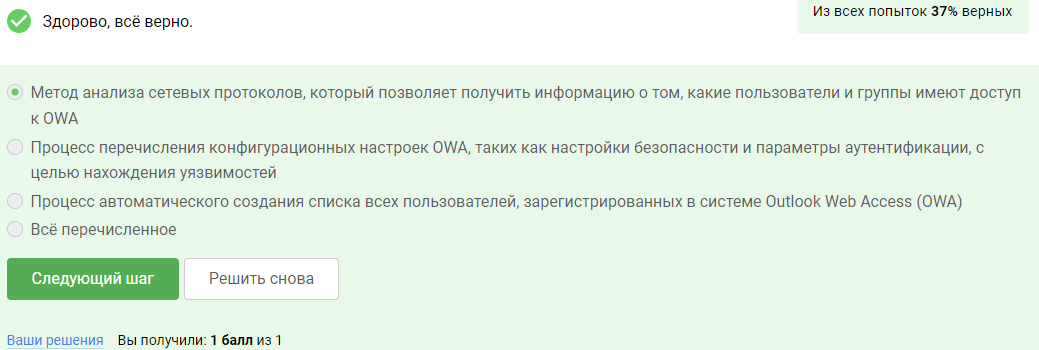 Здорово, всё верно.
Из всех попыток 37% верных
Метод анализа сетевых протоколов, который позволяет получить информацию о том, какие пользователи и группы имеют доступ
к OWA
Процесс перечисления конфигурационных настроек OWA, таких как настройки безопасности и параметры аутентификации, с
целью нахождения уязвимостей
Процесс автоматического создания списка всех пользователей, зарегистрированных в системе Outlook Web Access (OWA)
Всё перечисленное
Следующий шаг
Решить снова
Ваши решения Вы получили: 1 балл из 1